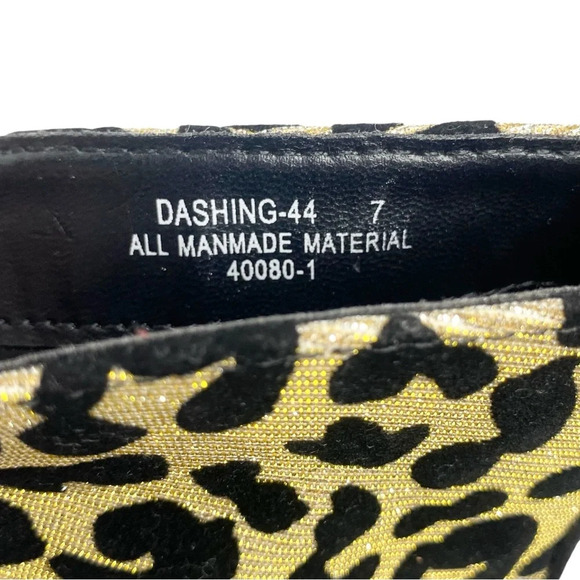 DASHING-44 7
ALL MANMADE MATERIAL
40080-1